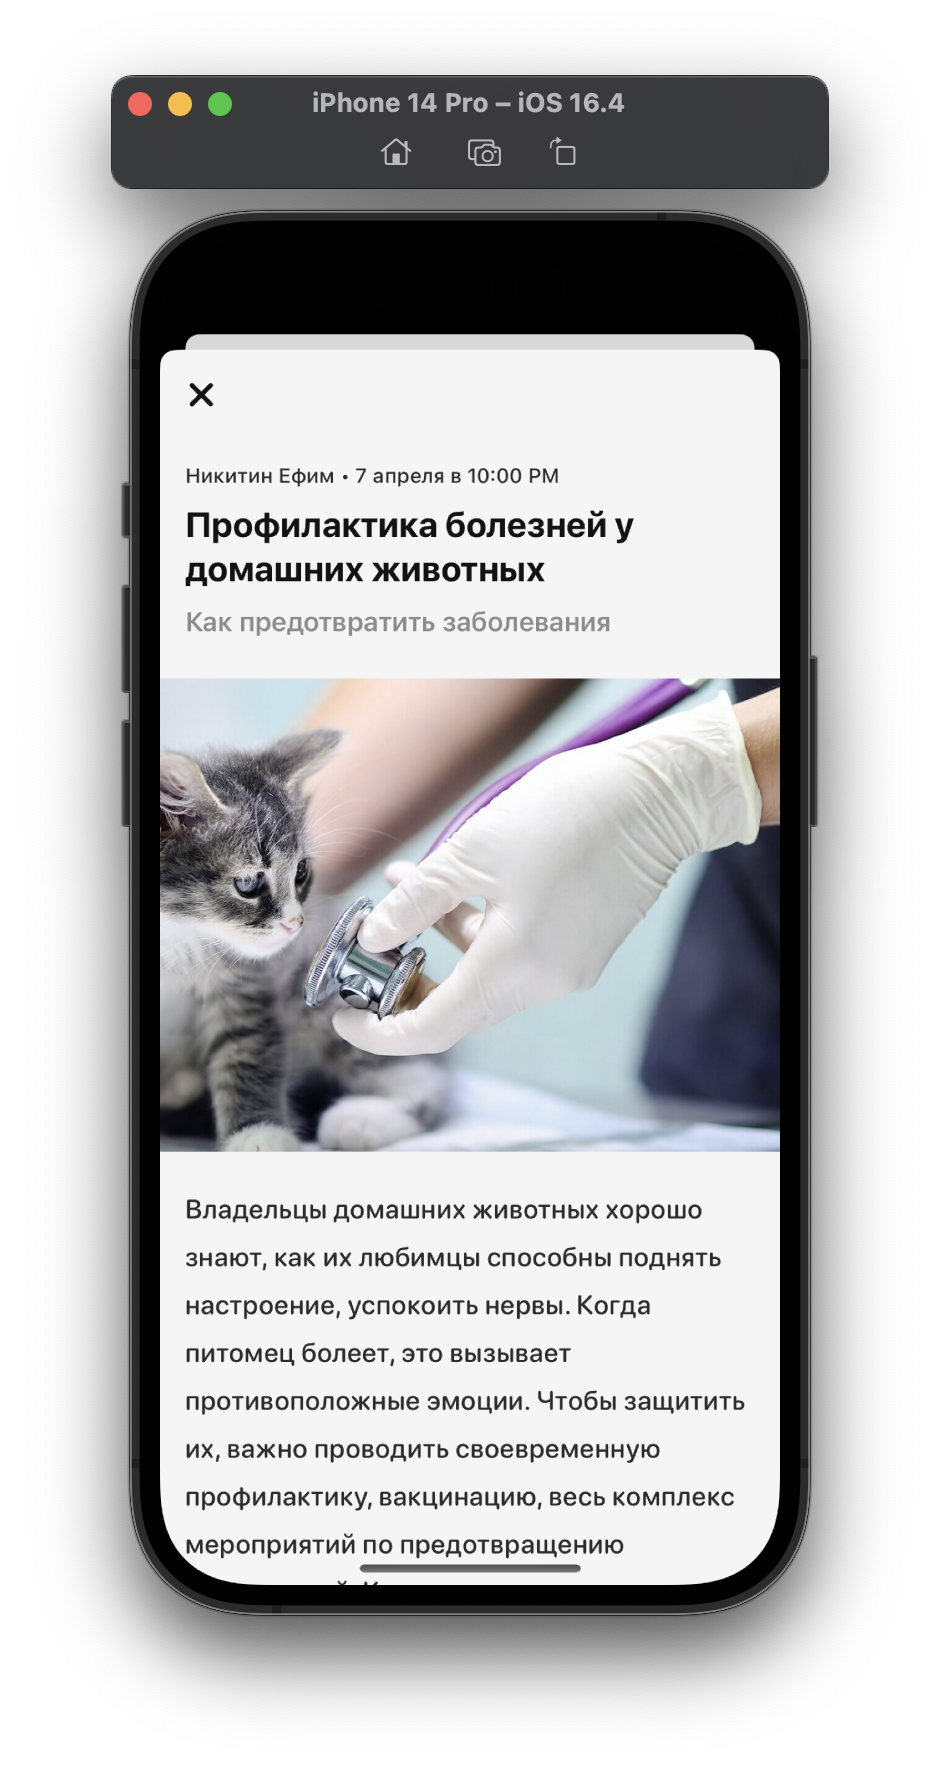 iPhone 14 Pro – iOS 16.4
Никитин Ефим • 7 апреля в 10:00 PM
Профилактика болезней у
домашних животных
Как предотвратить заболевания
Владельцы домашних животных хорошо
знают, как их любимцы способны поднять
настроение, успокоить нервы. Когда
питомец болеет, это вызывает
противоположные эмоции. Чтобы защитить
их, важно проводить своевременную
профилактику, вакцинацию, весь комплекс
мероприятий по предотвращению